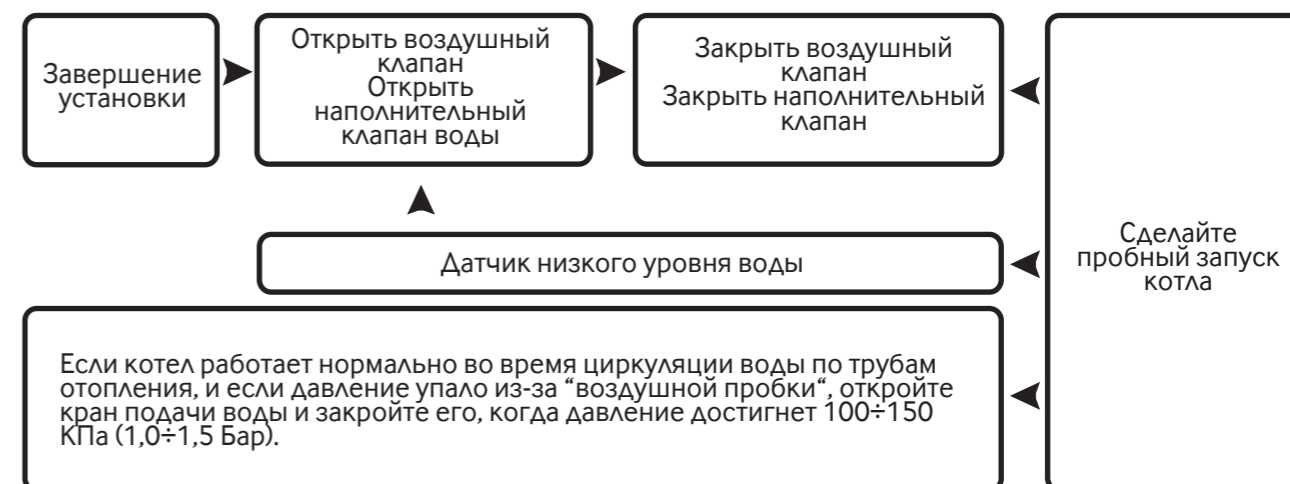 Завершение
установки
Открыть воздушный
клапан
Открыть
наполнительный
клапан воды
Закрыть воздушный
клапан
Закрыть наполнительный
клапан
Датчик низкого уровня воды
Сделайте
пробный запуск
котла
Если котел работает нормально во время циркуляции воды по трубам
отопления, и если давление упало из-за “воздушной пробки“, откройте
кран подачи воды и закройте его, когда давление достигнет 100÷150
КПа (1,0÷1,5 Бар).